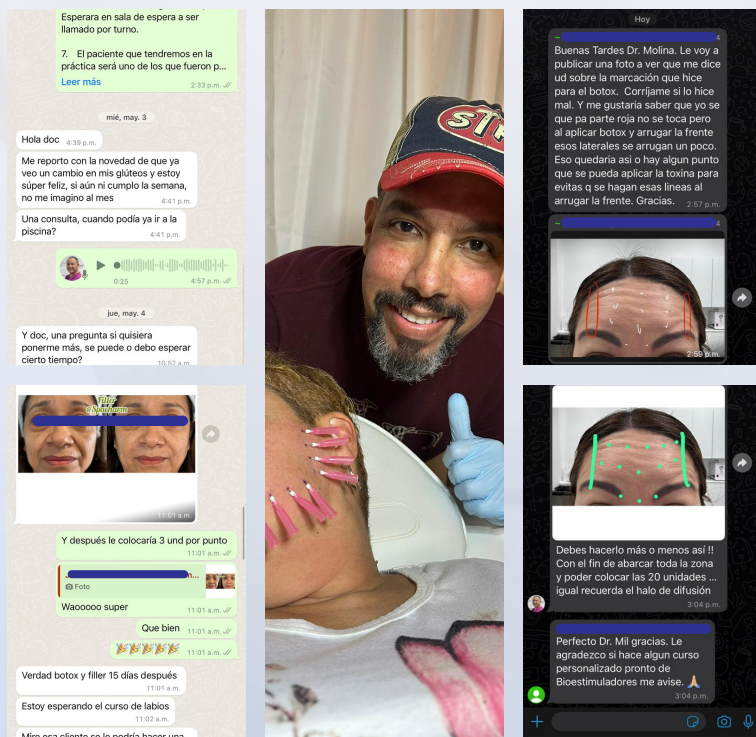 Esperara en sala de espera a ser
llamado por turno.
7. El paciente que tendremos en la
práctica será uno de los que fueron p...
Leer más
2:33 p.m.
mié, may. 3
Hola doc 4:39 p.m.
Me reporto con la novedad de que ya
veo un cambio en mis glúteos y estoy
súper feliz, si aún ni cumplo la semana,
no me imagino al mes
4:41 p.m.
Una consulta, cuando podía ya ir a la
piscina?
4:41 p.m.
0:25 4:57 p.m.
jue, may. 4
Y doc, una pregunta si quisiera
ponerme más, se puede o debo esperar
cierto tiempo?
10:52 a.m.
Filler
11:01 a.m.
Y después le colocaría 3 und por punto
11:01 a.m.
Foto
Waooooo super
11:01 a.m.
Que bien
11:01 a.m.
11:01 a.m.
Verdad botox y filler 15 días después
11:01 a.m.
Estoy esperando el curso de labios
11:02 a.m.
Mire esa cliente se le podría hacer una
Hoy
4
Buenas Tardes Dr. Molina. Le voy a
publicar una foto a ver que me dice
ud sobre la marcación que hice
para el botox. Corríjame si lo hice
mal. Y me gustaria saber que yo se
que pa parte roja no se toca pero
al aplicar botox y arrugar la frente
esos laterales se arrugan un poco.
Eso quedaria asi o hay algun punto
que se pueda aplicar la toxina para
evitas q se hagan esas lineas al
arrugar la frente. Gracias. 2:57 p.m.
4
2:59 p.m.
Debes hacerlo más o menos así !!
Con el fin de abarcar toda la zona
y poder colocar las 20 unidades ...
igual recuerda el halo de difusión
3:04 p.m.
Perfecto Dr. Mil gracias. Le
agradezco si hace algun curso
personalizado pronto de
Bioestimuladores me avise.
3:04 p.m.